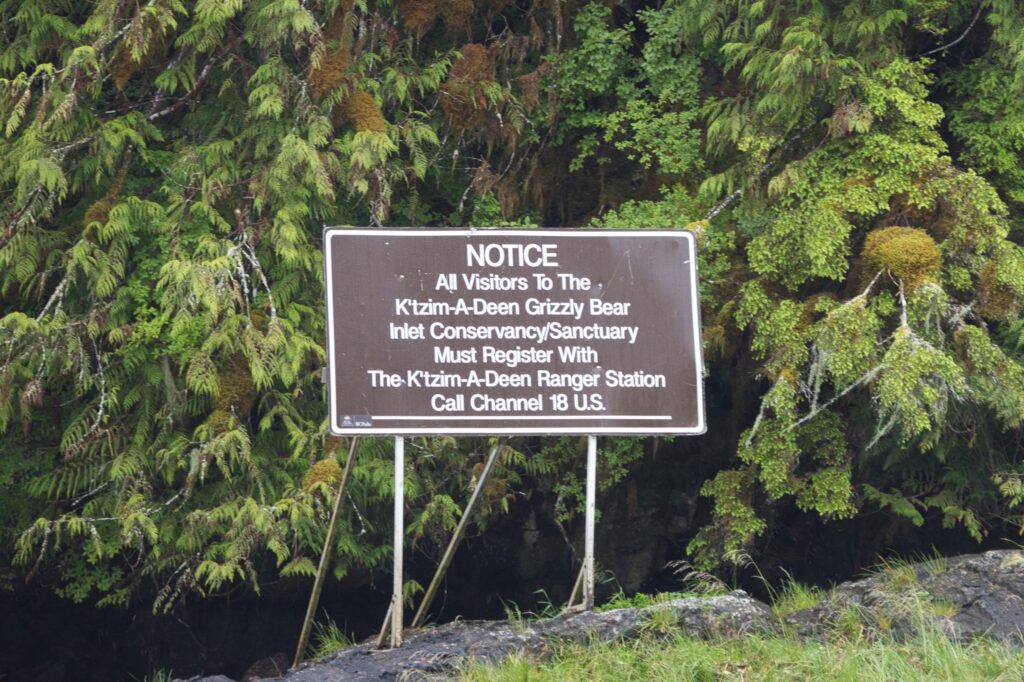 NOTICE
All Visitors To The
K'tzim-A-Deen Grizzly Bear
Inlet Conservancy/Sanctuary
Must Register With
The K'tzim-A-Deen Ranger Station
Call Channel 18 U.S.